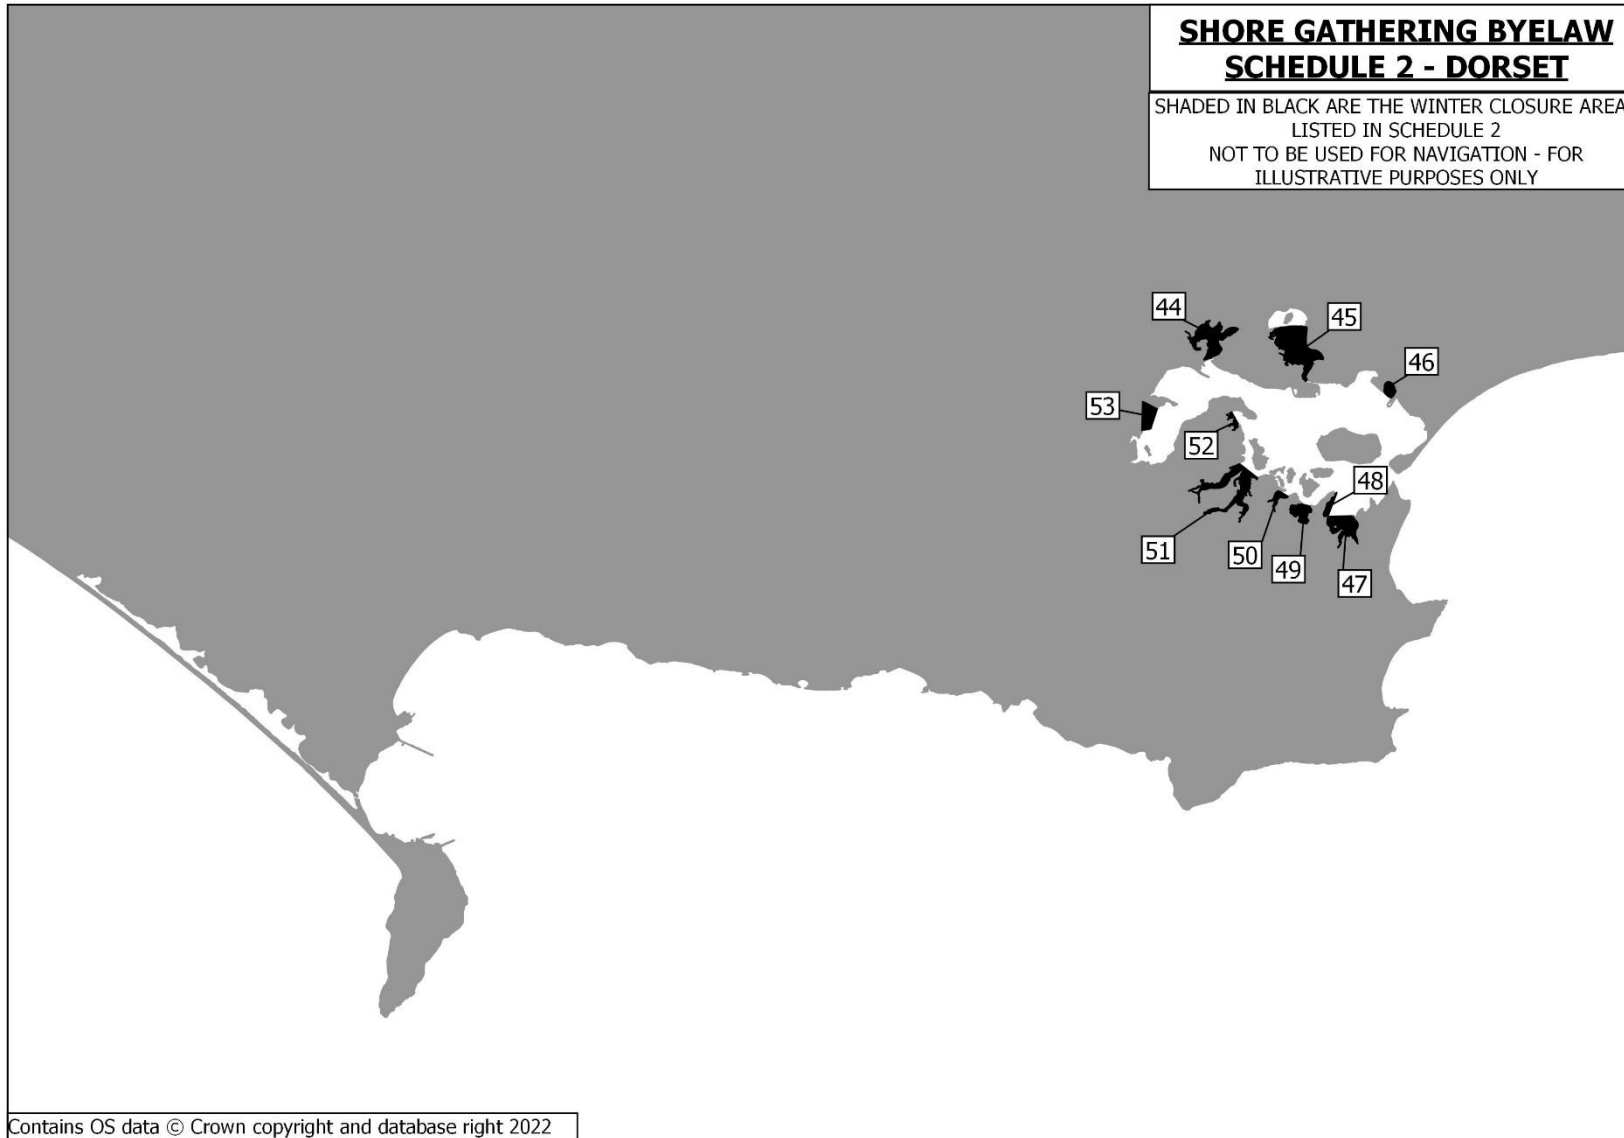 SHORE GATHERING BYELAW
SCHEDULE 2 - DORSET
SHADED IN BLACK ARE THE WINTER CLOSURE AREA
LISTED IN SCHEDULE 2
NOT TO BE USED FOR NAVIGATION - FOR
ILLUSTRATIVE PURPOSES ONLY
44
45
46
53
52
48
51
50
49
47
Contains OS data © Crown copyright and database right 2022